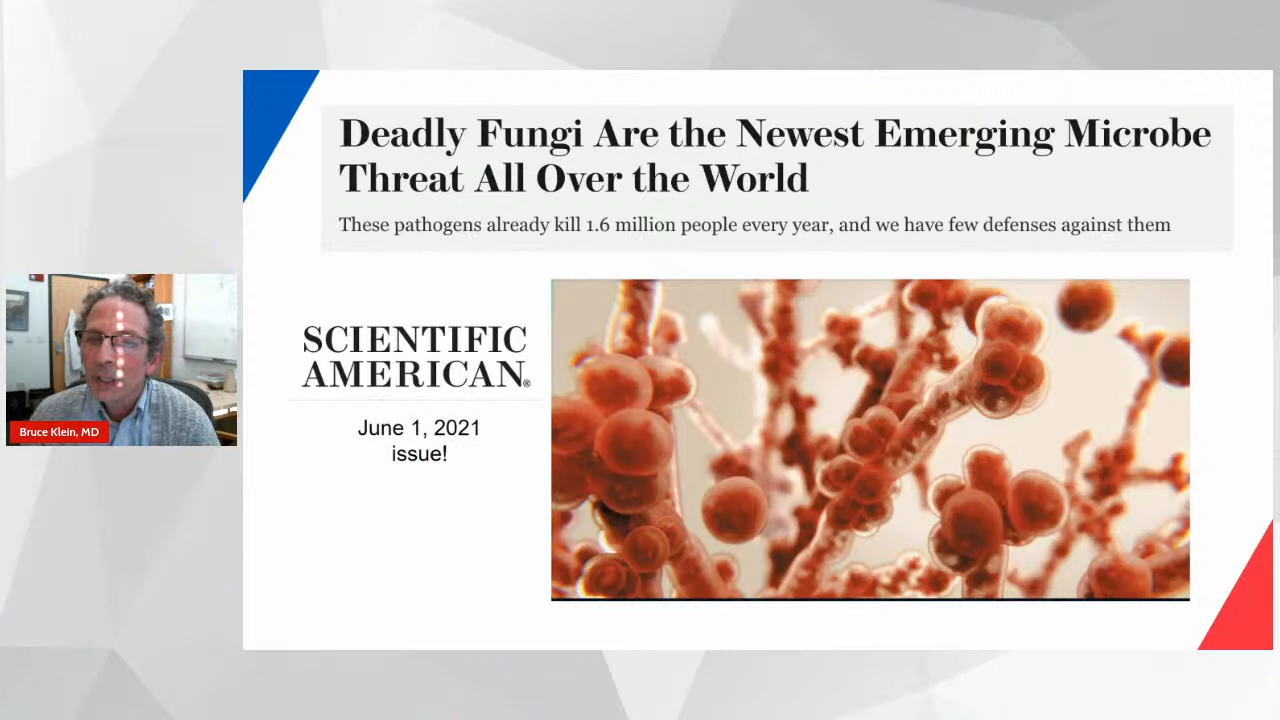 Deadly Fungi Are the Newest Emerging Microbe
Threat All Over the World
These pathogens already kill 1.6 million people every year, and we have few defenses against them
SCIENTIFIC
AMERICAN®
June 1, 2021
issue!
Bruce Klein, MD